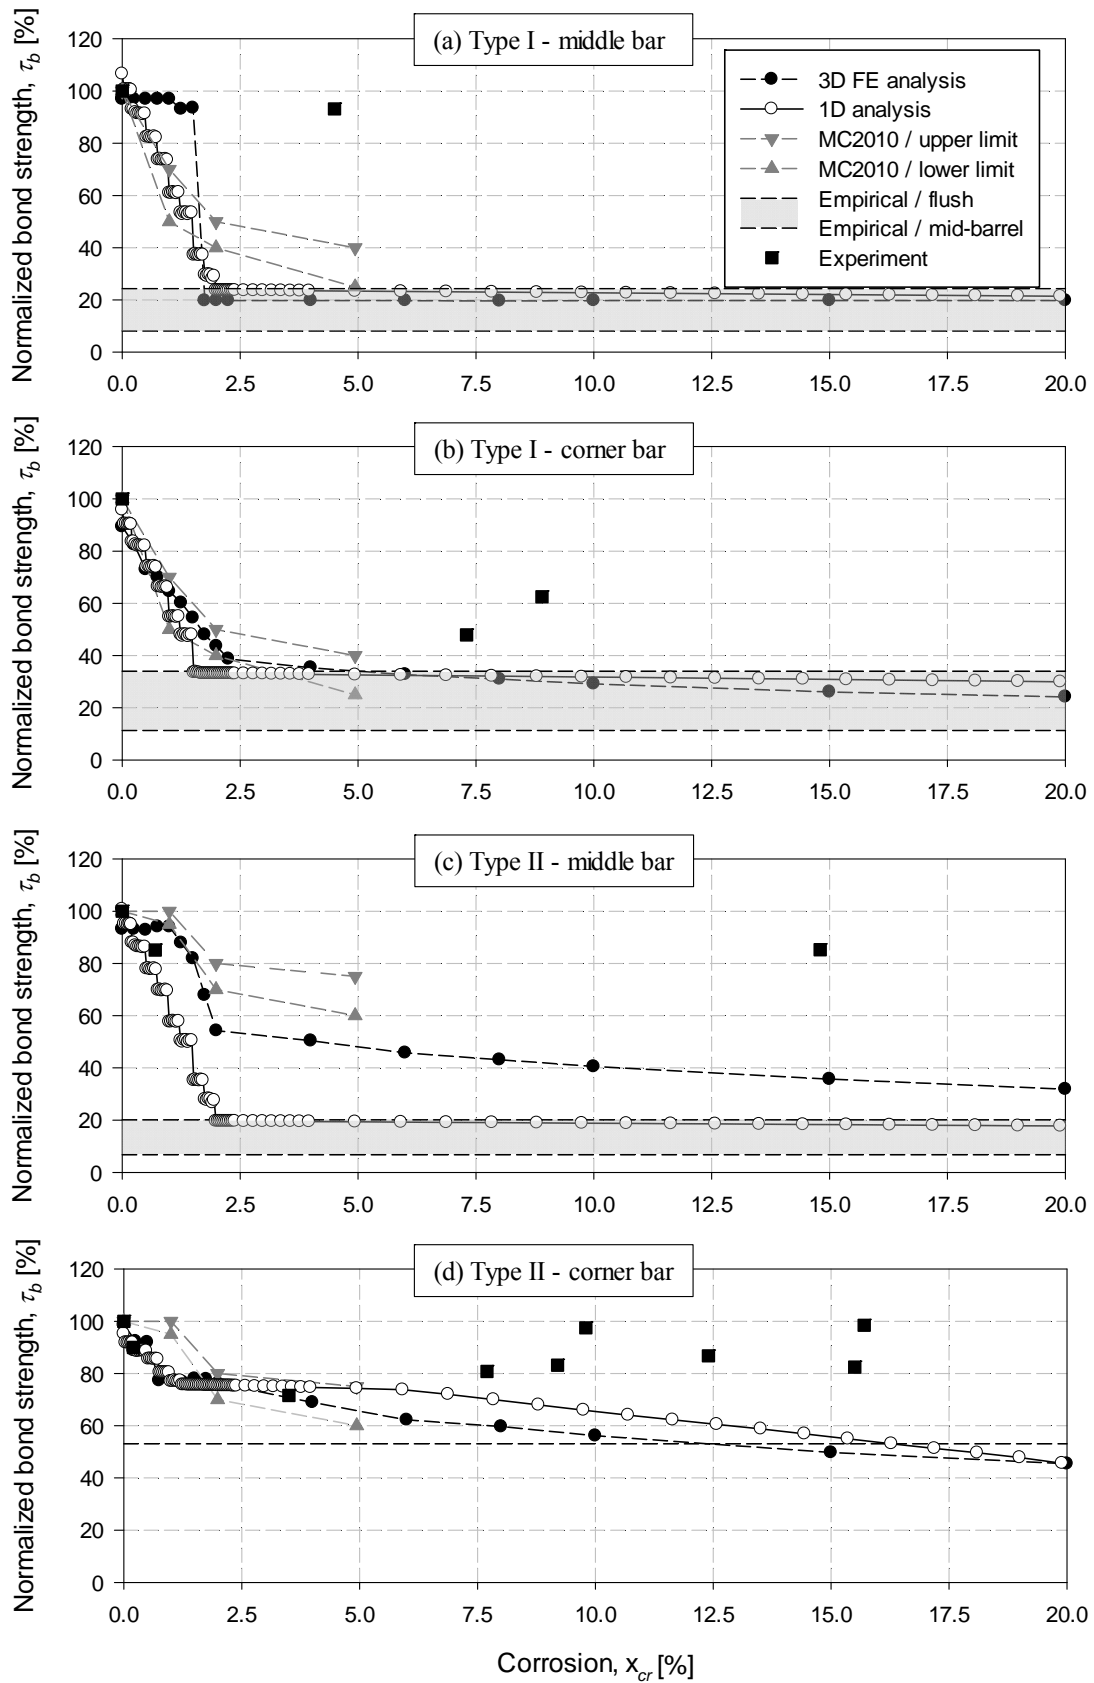 (a) Type I - middle bar
Normalized bond strength, τb [%]
120
100
80
60
40
20
0
3D FE analysis
1D analysis
MC2010 / upper limit
MC2010 / lower limit
Empirical / flush
Empirical / mid-barrel
Experiment
0.0 2.5 5.0 7.5 10.0 12.5 15.0 17.5 20.0
(b) Type I - corner bar
Normalized bond strength, τb [%]
120
100
80
60
40
20
0
0.0 2.5 5.0 7.5 10.0 12.5 15.0 17.5 20.0
(c) Type II - middle bar
Normalized bond strength, τb [%]
120
100
80
60
40
20
0
0.0 2.5 5.0 7.5 10.0 12.5 15.0 17.5 20.0
(d) Type II - corner bar
Normalized bond strength, τb [%]
120
100
80
60
40
20
0
0.0 2.5 5.0 7.5 10.0 12.5 15.0 17.5 20.0
Corrosion, xcr [%]